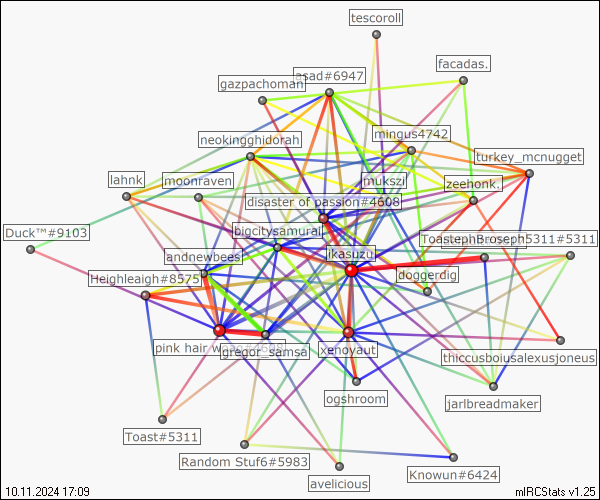 tescoroll
facadas.
asad#6947
gazpachoman
mingus4742
neokingghidorah
turkey_mcnugget
mukszi
zeehonk.
lahnk
moonraven
disaster of passion#4608
bigcitysamurai
Duck™#9103
Broseph5311#5311
ikasuzu
andnewbees
doggerdig
Heighleaigh#8575
pink hair
gregor_samsa
xenoyaut
thiccusboiusalexusjoneus
ogshroom
jarlbreadmaker
Toast#5311
Random Stuf6#5983
Knowun#6424
avelicious
10.11.2024 17:09
mIRCStats v1.25